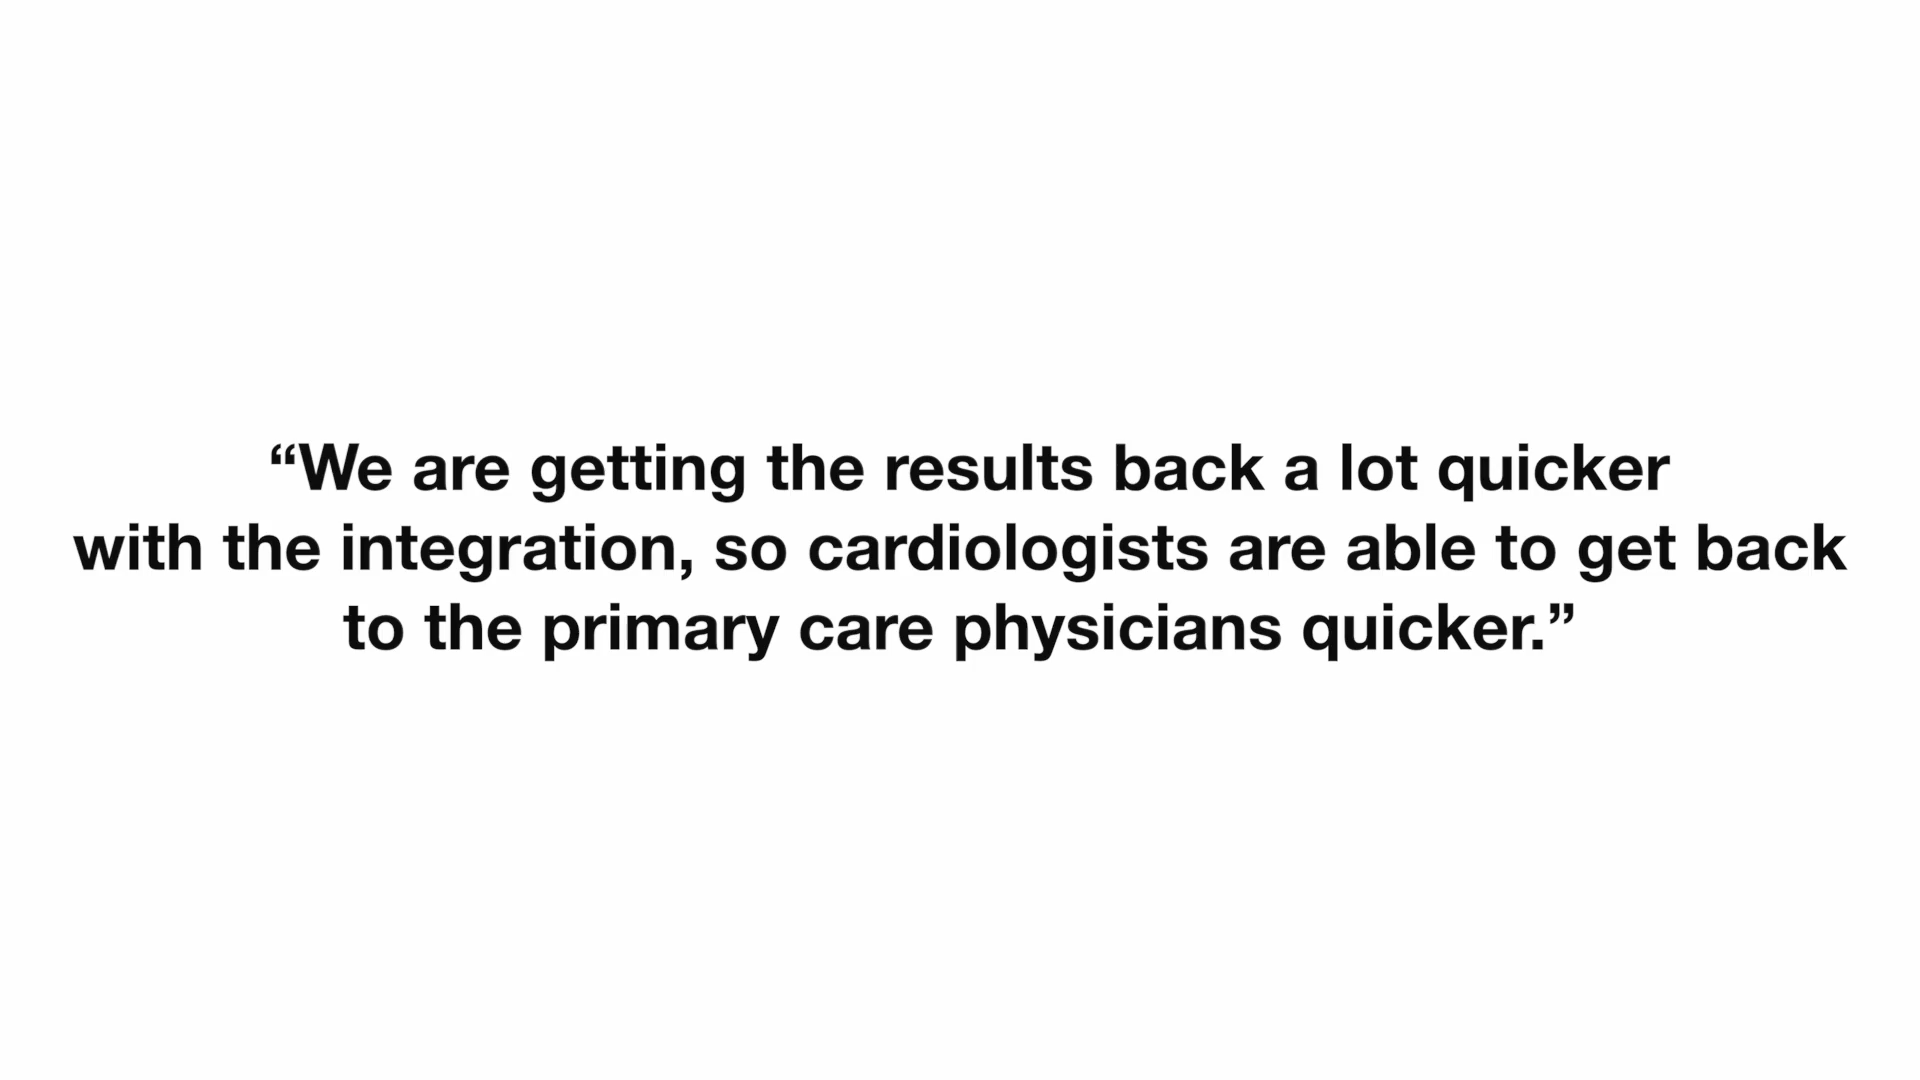 “We are getting the results back a lot quicker
with the integration, so cardiologists are able to get back
to the primary care physicians quicker.”